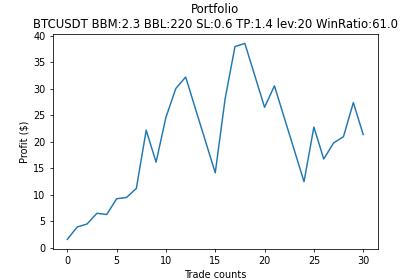 Portfolio
BTCUSDT BBM:2.3 BBL:220 SL:0.6 TP:1.4 lev:20 WinRatio:61.0
40
35
30
25
20
15
10
5
0
Profit ($)
0 5 10 15 20 25 30
Trade counts